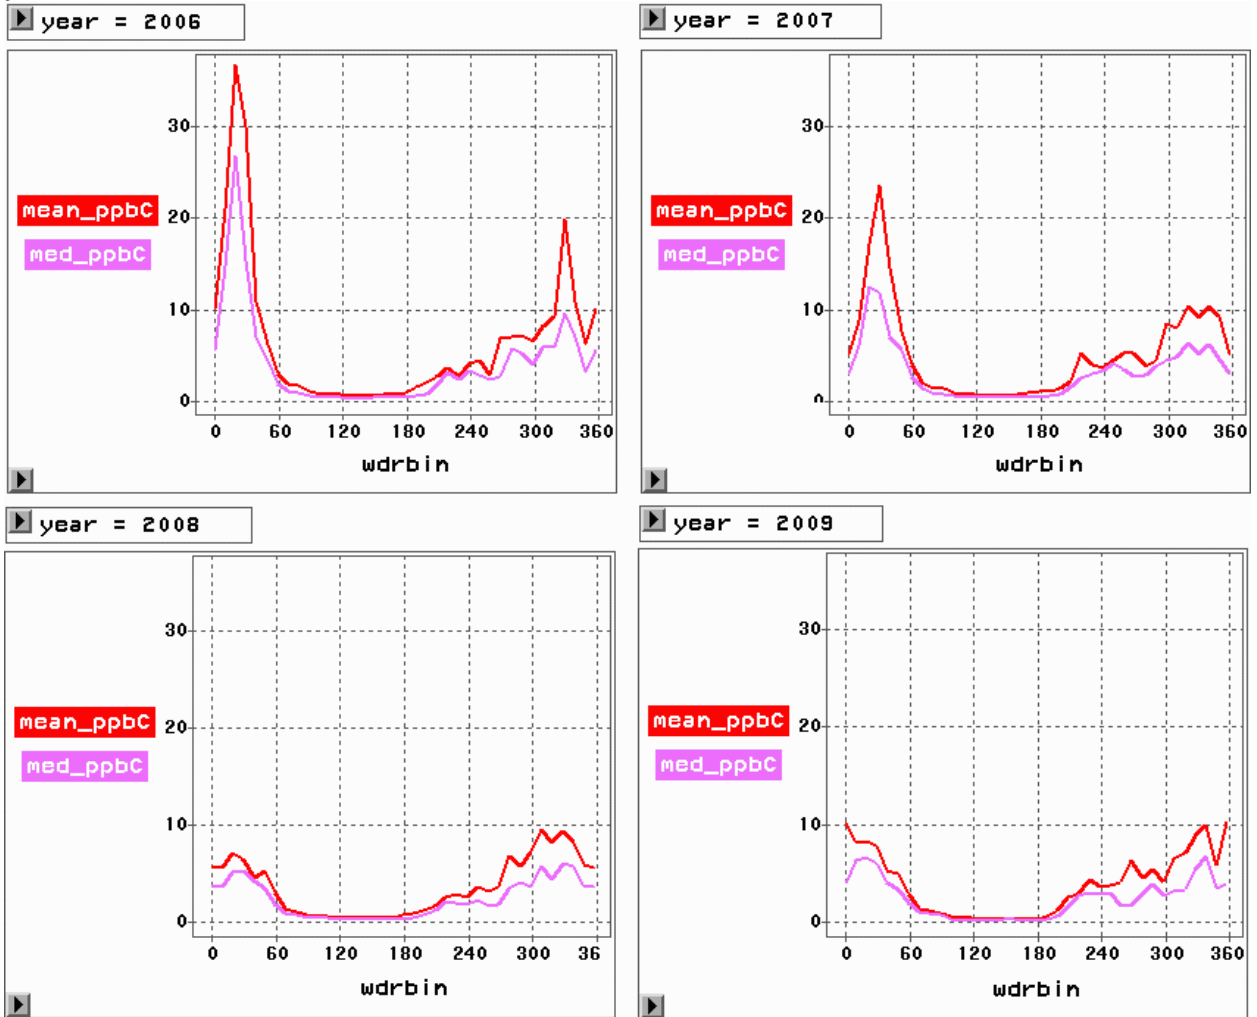 year = 2006
30
20
10
0
mean_ppbC
med_ppbC
0 60 120 180 240 300 360
wdrbin
year = 2007
30
20
10
0
mean_ppbC
med_ppbC
0 60 120 180 240 300 360
wdrbin
year = 2008
30
20
10
0
mean_ppbC
med_ppbC
0 60 120 180 240 300 36
wdrbin
year = 2009
30
20
10
0
mean_ppbC
med_ppbC
0 60 120 180 240 300 360
wdrbin